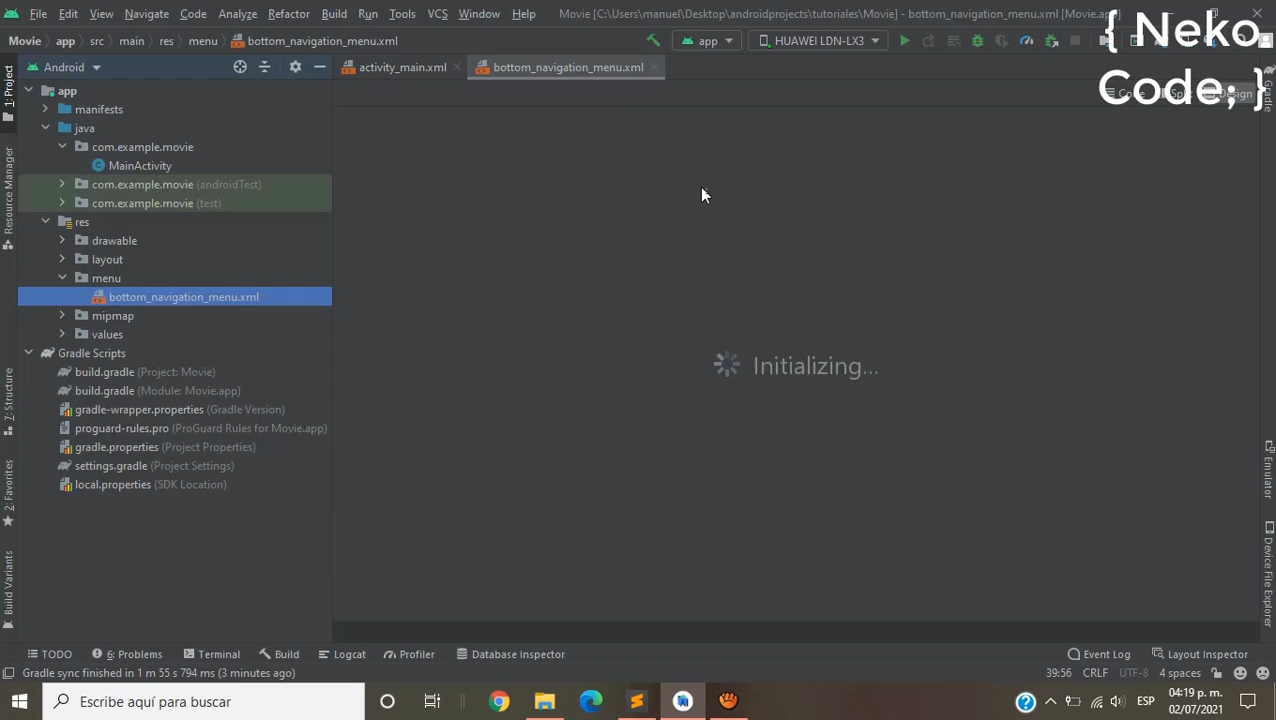 File Edit View Navigate Code Analyze Refactor Build Run Tools VCS Window Help Movie [C:\Users\manuel\Desktop\androidprojects\tutoriales\Movie] - bottom_navigation_menu.xml [Movie.app]
{ Neko
Code; }
Movie app src main res menu bottom_navigation_menu.xml app HUAWEI LDN-LX3
Android activity_main.xml bottom_navigation_menu.xml
Code Split Design
1: Project
Resource Manager
7: Structure
2: Favorites
Build Variants
app
manifests
java
com.example.movie
MainActivity
com.example.movie (androidTest)
com.example.movie (test)
res
drawable
layout
menu
bottom_navigation_menu.xml
mipmap
values
Gradle Scripts
build.gradle (Project: Movie)
build.gradle (Module: Movie.app)
gradle-wrapper.properties (Gradle Version)
proguard-rules.pro (ProGuard Rules for Movie.app)
gradle.properties (Project Properties)
settings.gradle (Project Settings)
local.properties (SDK Location)
Initializing...
Gradle
Emulator
Device File Explorer
TODO 6: Problems Terminal Build Logcat Profiler Database Inspector Event Log Layout Inspector
Gradle sync finished in 1 m 55 s 794 ms (3 minutes ago) 39:56 CRLF UTF-8 4 spaces
Escribe aquí para buscar ESP 04:19 p. m.
02/07/2021